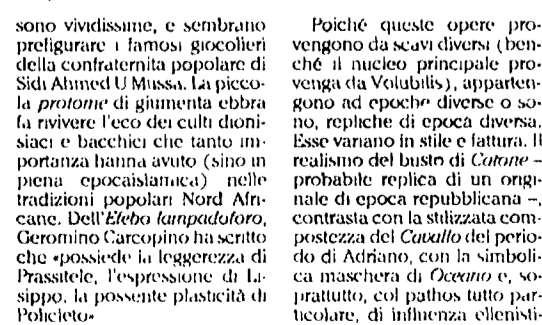 sono vividissime, e sembrano
prefigurare i famosi giocolieri
della confraternita popolare di
Sidi Ahmed U Mussa. La picco-
la protome di giumenta ebbra
fa rivivere l'eco dei culti dioni-
siaci e bacchici che tanto im-
portanza hanna avuto (sino in
piena epocaislamica) nelle
tradizioni popolari Nord Afri-
cane. Dell'Efebo lampadoforo,
Geromino Carcopino ha scritto
che «possiede la leggerezza di
Prassitele, l'espressione di Li-
sippo, la possente plasticità di
Policleto»
Poiché queste opere pro-
vengono da scavi diversi (ben-
ché il nucleo principale pro-
venga da Volubilis), apparten-
gono ad epoche diverse o so-
no, repliche di epoca diversa.
Esse variano in stile e fattura. Il
realismo del busto di Catone –
probabile replica di un origi-
nale di epoca repubblicana –,
contrasta con la stilizzata com-
postezza del Cavallo del perio-
do di Adriano, con la simboli-
ca maschera di Oceano e, so-
prattutto, col pathos tutto par-
ticolare, di influenza ellenisti-